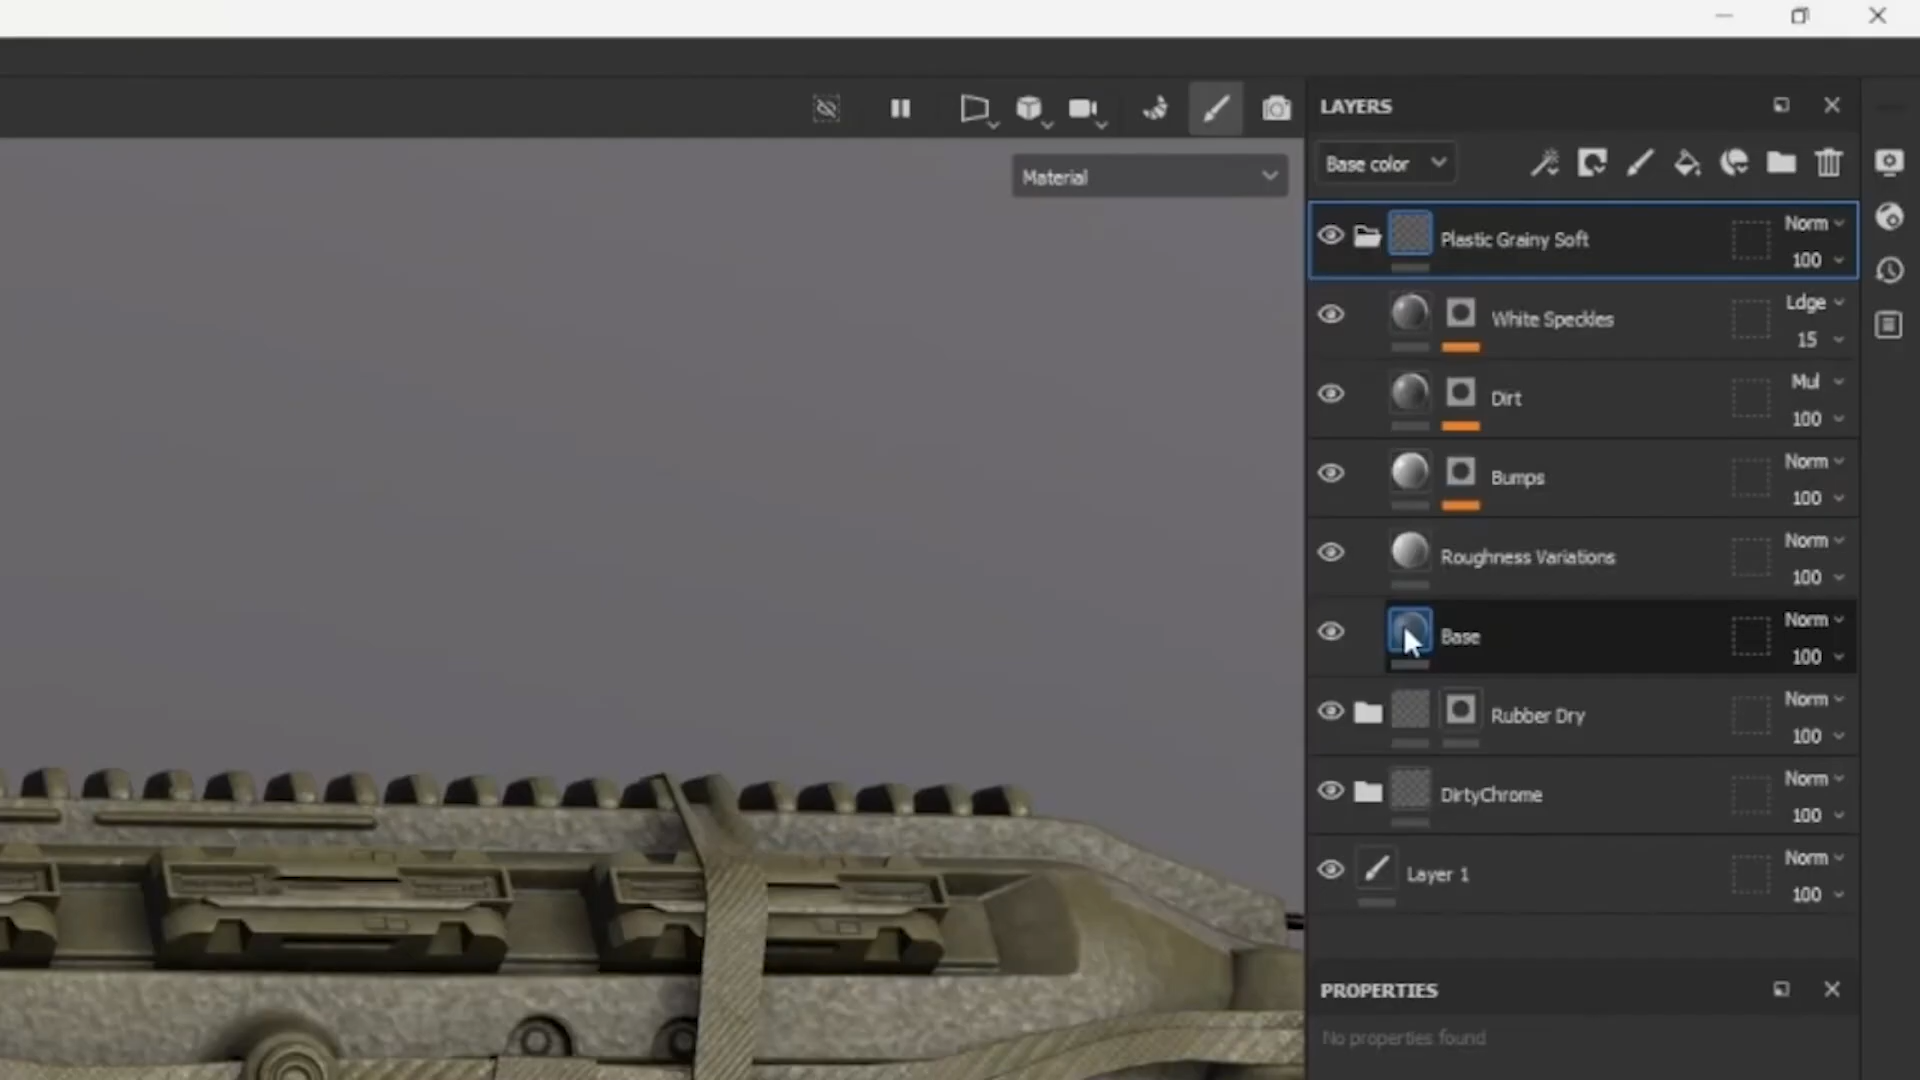 LAYERS
Base color
Material
Plastic Grainy Soft
Norm
100
White Speckles
Ldge
15
Dirt
Mul
100
Bumps
Norm
100
Roughness Variations
Norm
100
Base
Norm
100
Rubber Dry
Norm
100
DirtyChrome
Norm
100
Layer 1
Norm
100
PROPERTIES
No properties found